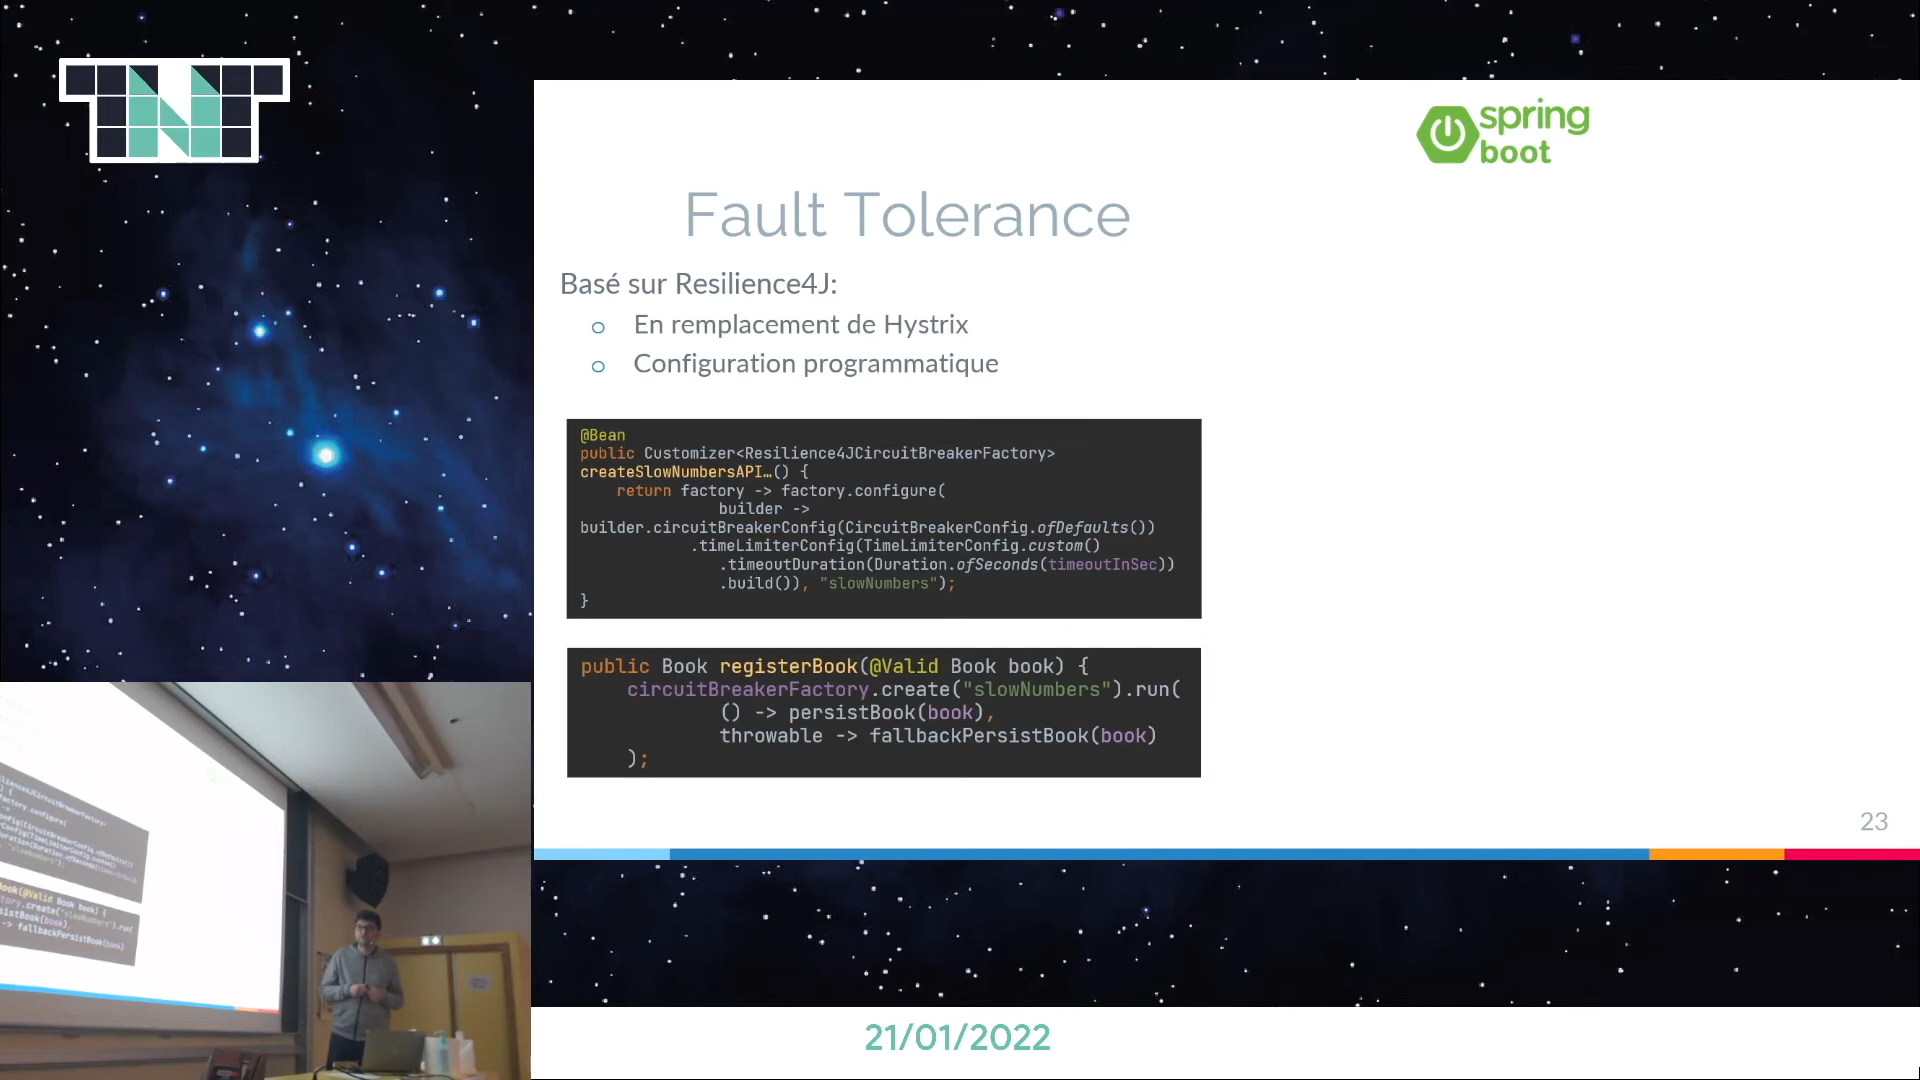 TNT
spring
boot
Fault Tolerance
Basé sur Resilience4J:
En remplacement de Hystrix
Configuration programmatique
@Bean
public Customizer<Resilience4JCircuitBreakerFactory>
createSlowNumbersAPI…() {
return factory -> factory.configure(
builder ->
builder.circuitBreakerConfig(CircuitBreakerConfig.ofDefaults())
.timeLimiterConfig(TimeLimiterConfig.custom()
.timeoutDuration(Duration.ofSeconds(timeoutInSec))
.build()), "slowNumbers");
}
public Book registerBook(@Valid Book book) {
circuitBreakerFactory.create("slowNumbers").run(
() -> persistBook(book),
throwable -> fallbackPersistBook(book)
);
23
21/01/2022